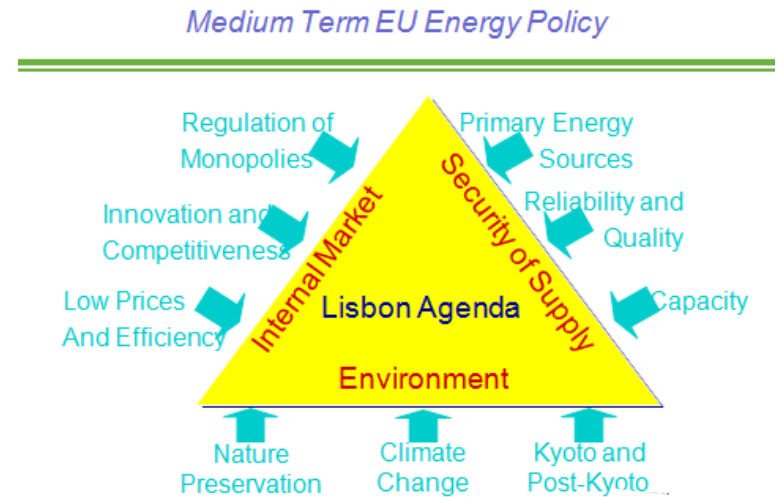 Medium Term EU Energy Policy
Regulation of
Monopolies
Primary Energy
Sources
Innovation and
Competitiveness
Reliability and
Quality
Low Prices
And Efficiency
Capacity
Internal Market
Security of Supply
Lisbon Agenda
Environment
Nature
Preservation
Climate
Change
Kyoto and
Post-Kyoto